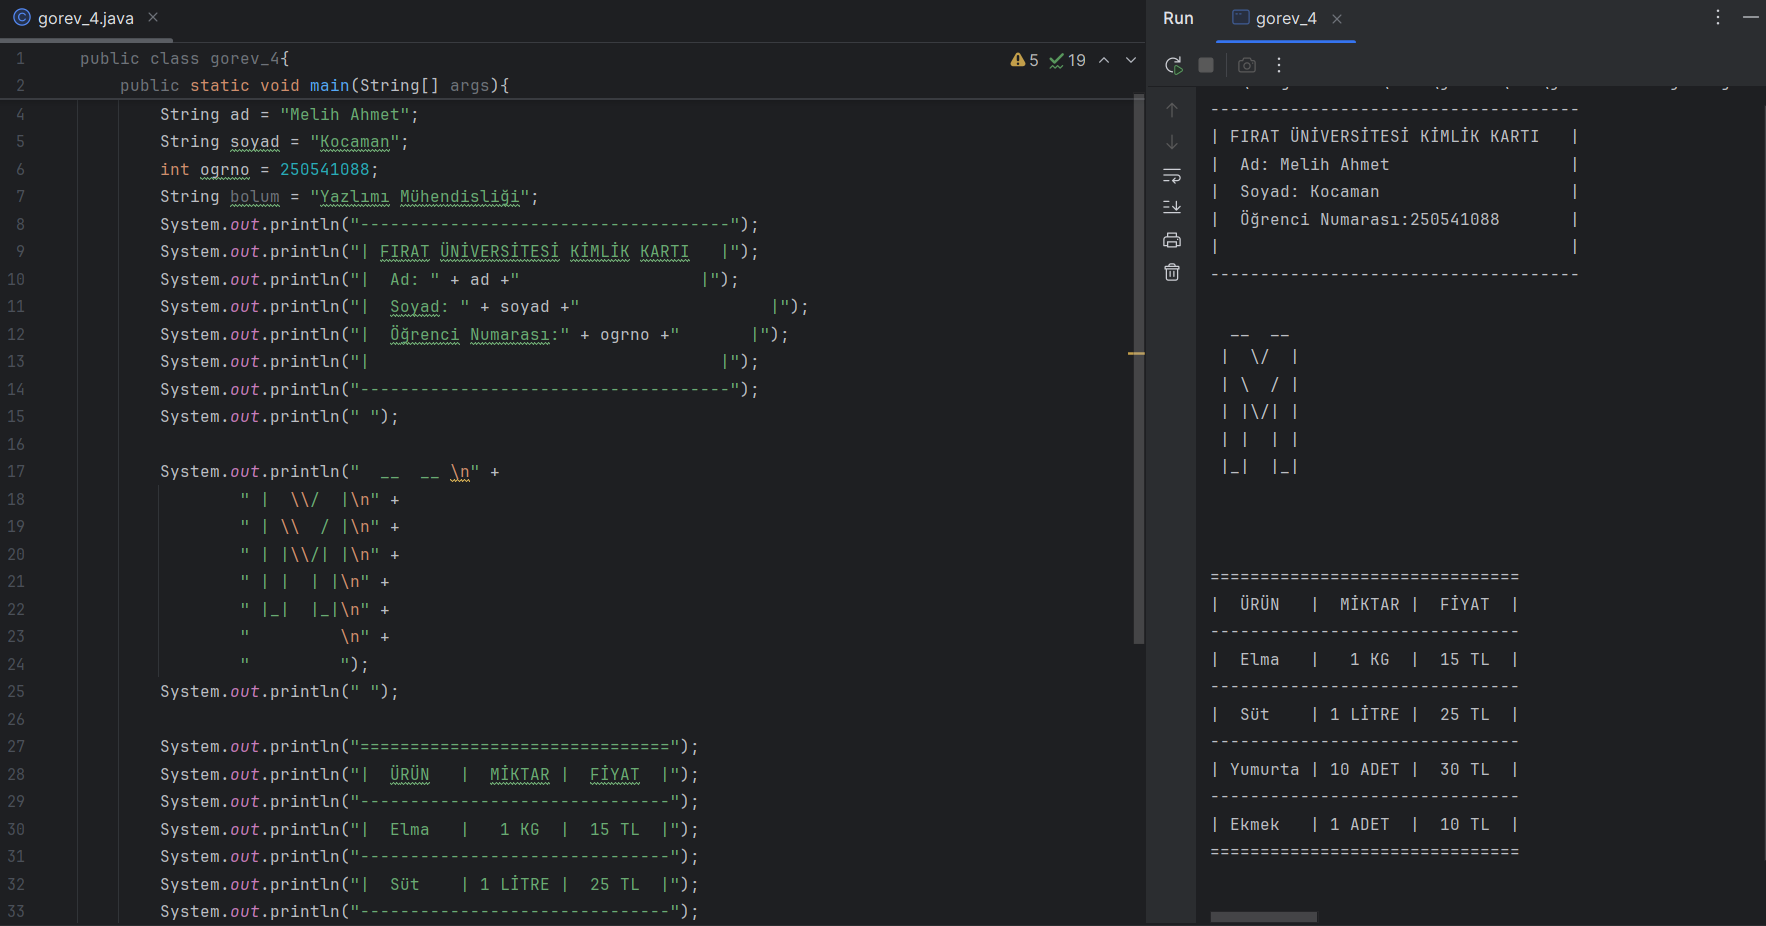 gorev_4.java
1 public class gorev_4{
2     public static void main(String[] args){
5 19
4         String ad = "Melih Ahmet";
5         String soyad = "Kocaman";
6         int ogrno = 250541088;
7         String bolum = "Yazlımı Mühendisliği";
8         System.out.println("-------------------------------------");
9         System.out.println("| FIRAT ÜNİVERSİTESİ KİMLİK KARTI   |");
10         System.out.println("|  Ad: " + ad +"                  |");
11         System.out.println("|  Soyad: " + soyad +"                   |");
12         System.out.println("|  Öğrenci Numarası:" + ogrno +"       |");
13         System.out.println("|                                   |");
14         System.out.println("-------------------------------------");
15         System.out.println(" ");
16
17         System.out.println("  __  __ \n" +
18                 " |  \\/  |\n" +
19                 " | \\  / |\n" +
20                 " | |\\/| |\n" +
21                 " | |  | |\n" +
22                 " |_|  |_|\n" +
23                 "         \n" +
24                 "         ");
25         System.out.println(" ");
26
27         System.out.println("===============================");
28         System.out.println("|  ÜRÜN   |  MİKTAR |  FİYAT  |");
29         System.out.println("-------------------------------");
30         System.out.println("|  Elma   |   1 KG  |  15 TL  |");
31         System.out.println("-------------------------------");
32         System.out.println("|  Süt    | 1 LİTRE |  25 TL  |");
33         System.out.println("-------------------------------");
Run gorev_4
-------------------------------------
| FIRAT ÜNİVERSİTESİ KİMLİK KARTI   |
|  Ad: Melih Ahmet                  |
|  Soyad: Kocaman                   |
|  Öğrenci Numarası:250541088       |
|                                   |
-------------------------------------
  __  __
 |  \/  |
 | \  / |
 | |\/| |
 | |  | |
 |_|  |_|
===============================
|  ÜRÜN   |  MİKTAR |  FİYAT  |
-------------------------------
|  Elma   |   1 KG  |  15 TL  |
-------------------------------
|  Süt    | 1 LİTRE |  25 TL  |
-------------------------------
| Yumurta | 10 ADET |  30 TL  |
-------------------------------
| Ekmek   | 1 ADET  |  10 TL  |
===============================